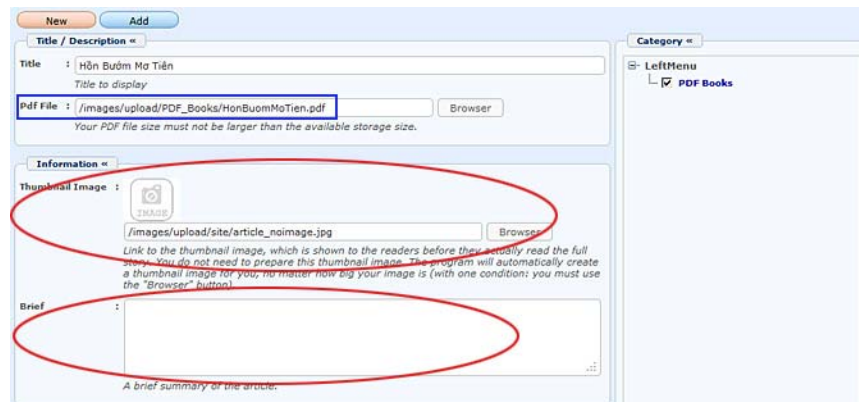 New
Add
Title / Description «
Title : Hồn Bướm Mơ Tiên
Title to display
Pdf File : /images/upload/PDF_Books/HonBuomMoTien.pdf Browser
Your PDF file size must not be larger than the available storage size.
Information «
Thumbnail Image :
IMAGE
/images/upload/site/article_noimage.jpg Browser
Link to the thumbnail image, which is shown to the readers before they actually read the full
story. You do not need to prepare this thumbnail image. The program will automatically create
a thumbnail image for you, no matter how big your image is (with one condition: you must use
the "Browser" button).
Brief :
A brief summary of the article.
Category «
LeftMenu
PDF Books